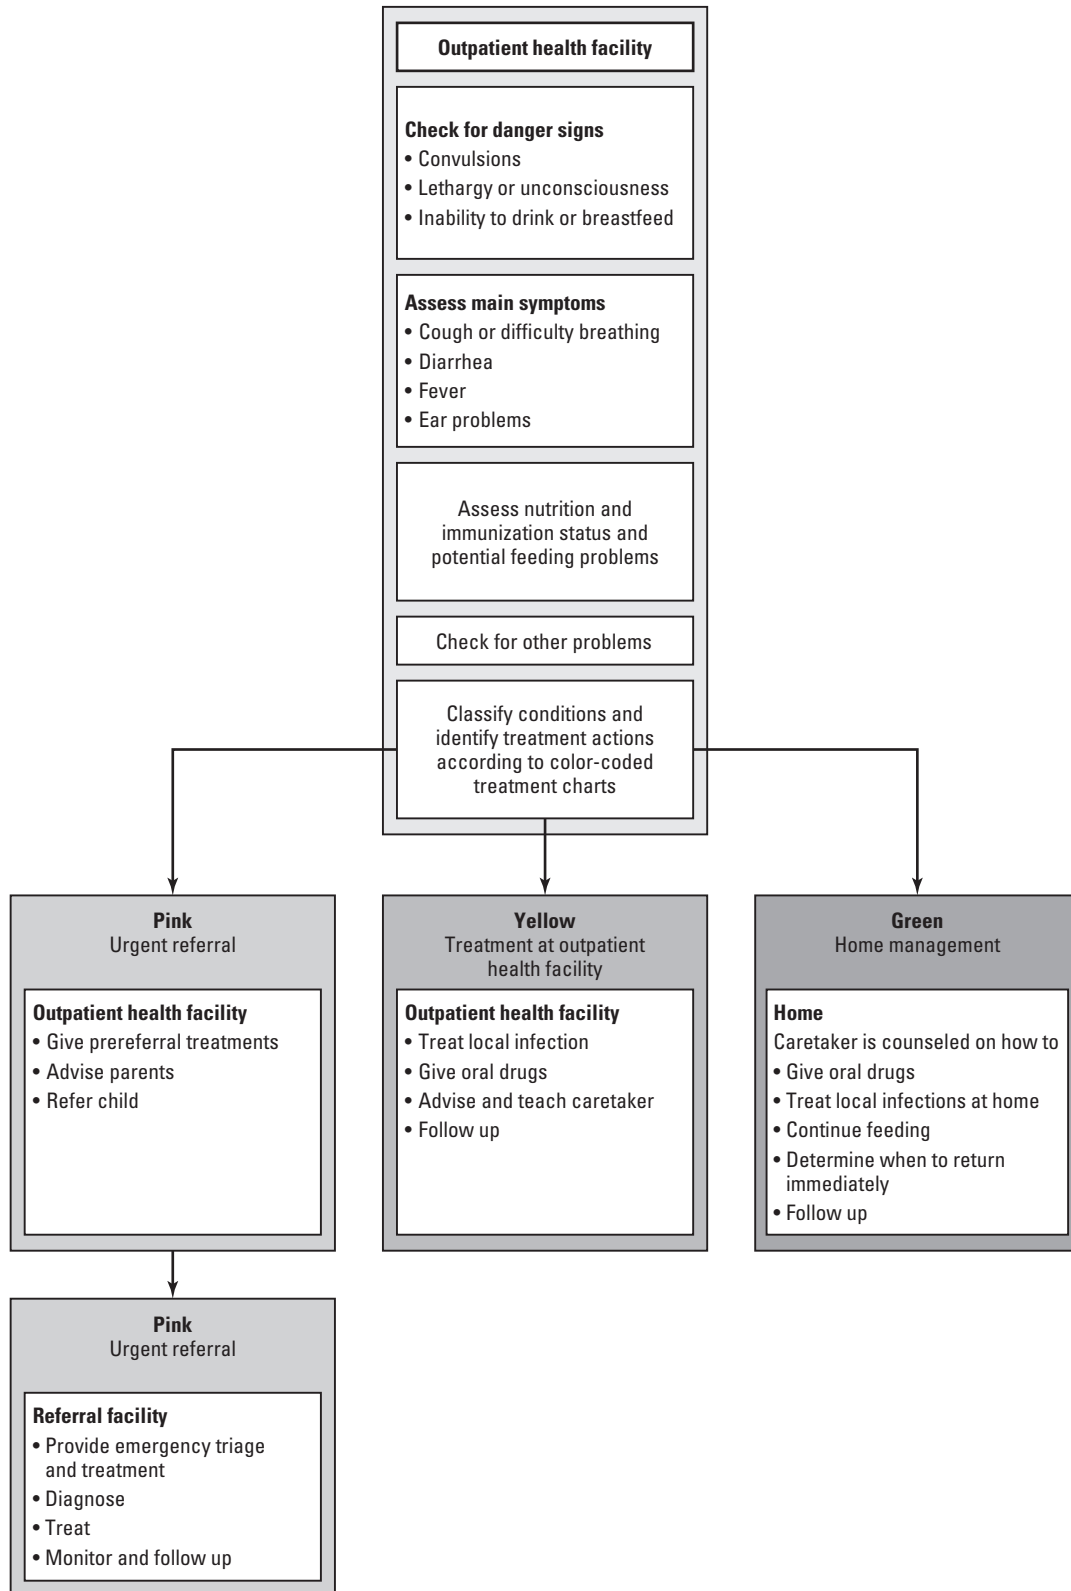 Outpatient health facility
Check for danger signs
• Convulsions
• Lethargy or unconsciousness
• Inability to drink or breastfeed
Assess main symptoms
• Cough or difficulty breathing
• Diarrhea
• Fever
• Ear problems
Assess nutrition and
immunization status and
potential feeding problems
Check for other problems
Classify conditions and
identify treatment actions
according to color-coded
treatment charts
Pink
Urgent referral
Outpatient health facility
• Give prereferral treatments
• Advise parents
• Refer child
Yellow
Treatment at outpatient
health facility
Outpatient health facility
• Treat local infection
• Give oral drugs
• Advise and teach caretaker
• Follow up
Green
Home management
Home
Caretaker is counseled on how to
• Give oral drugs
• Treat local infections at home
• Continue feeding
• Determine when to return
immediately
• Follow up
Pink
Urgent referral
Referral facility
• Provide emergency triage
and treatment
• Diagnose
• Treat
• Monitor and follow up